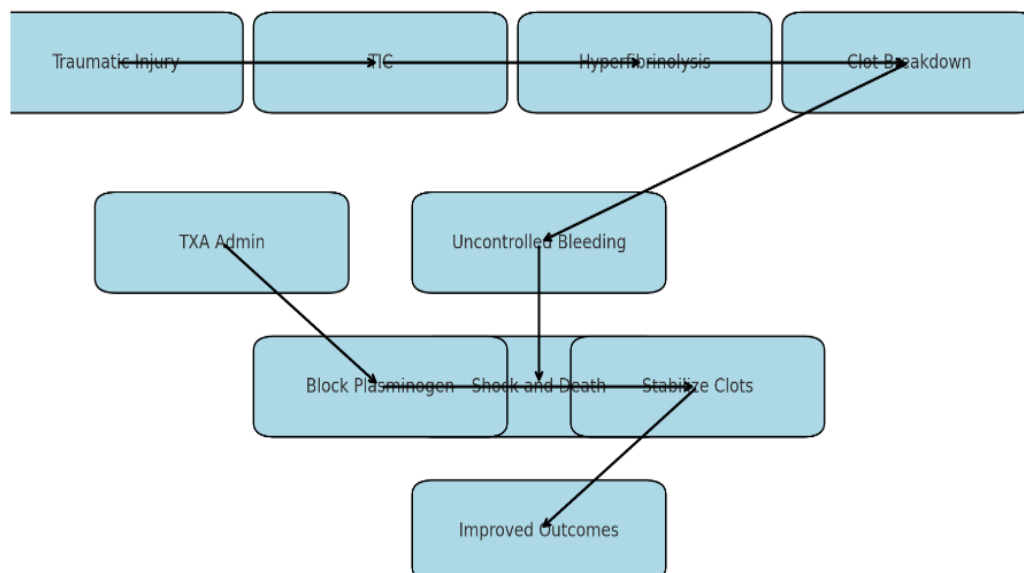 Traumatic Injury
TIC
Hyperfibrinolysis
Clot Breakdown
TXA Admin
Uncontrolled Bleeding
Block Plasminogen
Shock and Death
Stabilize Clots
Improved Outcomes